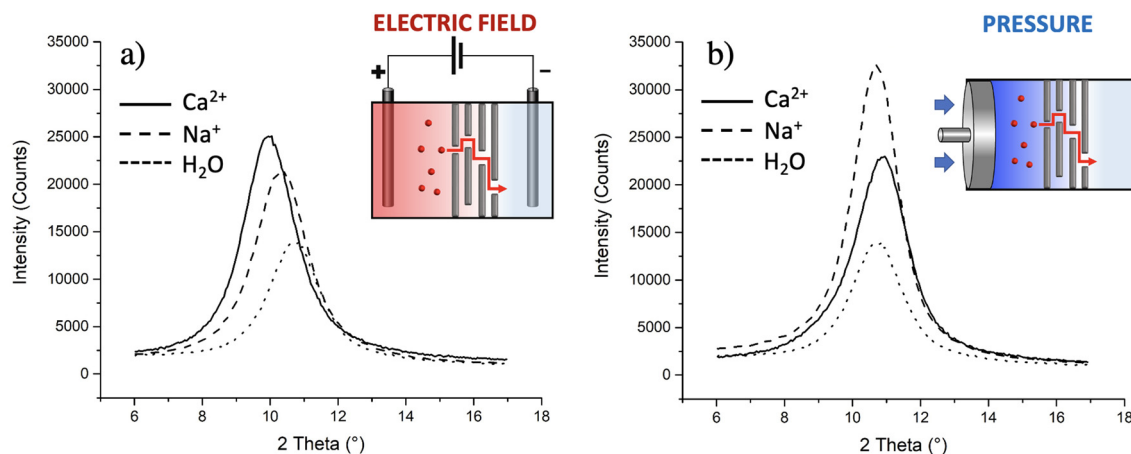 ELECTRIC FIELD
a)
+
−
Ca²⁺
Na⁺
H₂O
Intensity (Counts)
35000
30000
25000
20000
15000
10000
5000
0
6 8 10 12 14 16 18
2 Theta (°)
PRESSURE
b)
Ca²⁺
Na⁺
H₂O
Intensity (Counts)
35000
30000
25000
20000
15000
10000
5000
0
6 8 10 12 14 16 18
2 Theta (°)